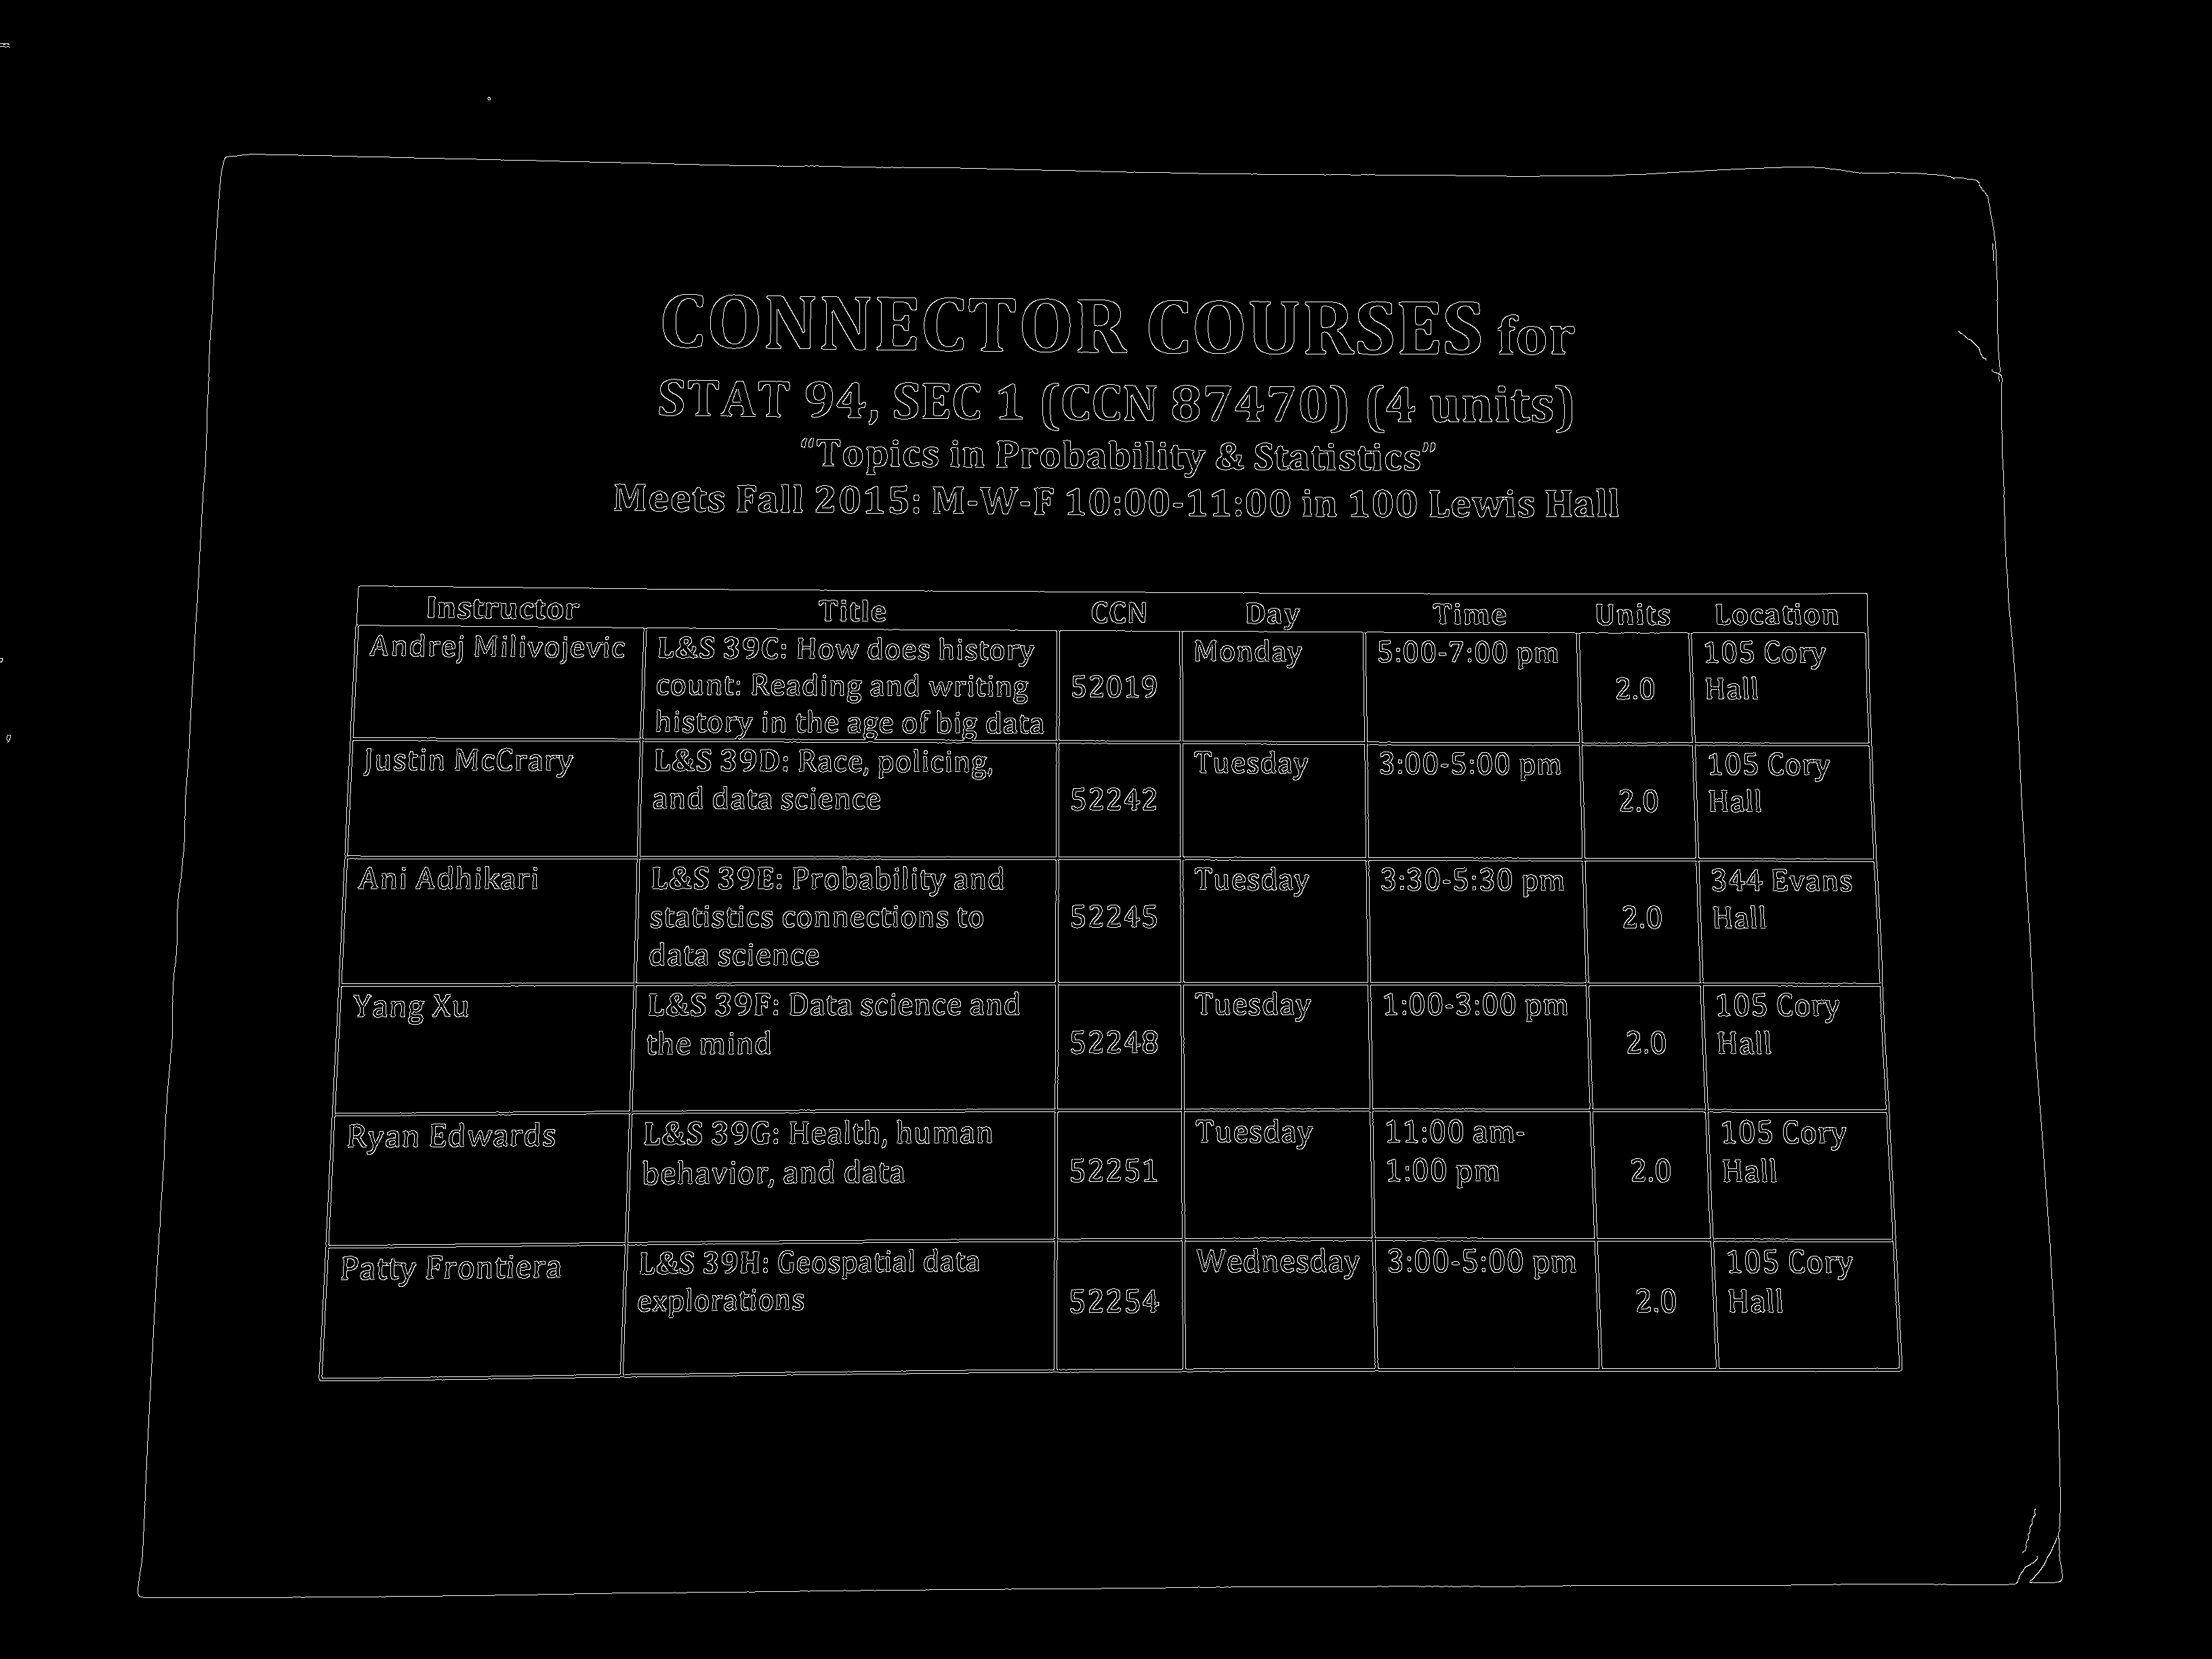 CONNECTOR COURSES for
STAT 94, SEC 1 (CCN 87470) (4 units)
“Topics in Probability & Statistics”
Meets Fall 2015: M-W-F 10:00-11:00 in 100 Lewis Hall
Instructor Title CCN Day Time Units Location
Andrej Milivojevic L&S 39C: How does history Monday 5:00-7:00 pm 105 Cory
count: Reading and writing 52019 2.0 Hall
history in the age of big data
Justin McCrary L&S 39D: Race, policing, Tuesday 3:00-5:00 pm 105 Cory
and data science 52242 2.0 Hall
Ani Adhikari L&S 39E: Probability and Tuesday 3:30-5:30 pm 344 Evans
statistics connections to 52245 2.0 Hall
data science
Yang Xu L&S 39F: Data science and Tuesday 1:00-3:00 pm 105 Cory
the mind 52248 2.0 Hall
Ryan Edwards L&S 39G: Health, human Tuesday 11:00 am- 105 Cory
behavior, and data 52251 1:00 pm 2.0 Hall
Patty Frontiera L&S 39H: Geospatial data Wednesday 3:00-5:00 pm 105 Cory
explorations 52254 2.0 Hall